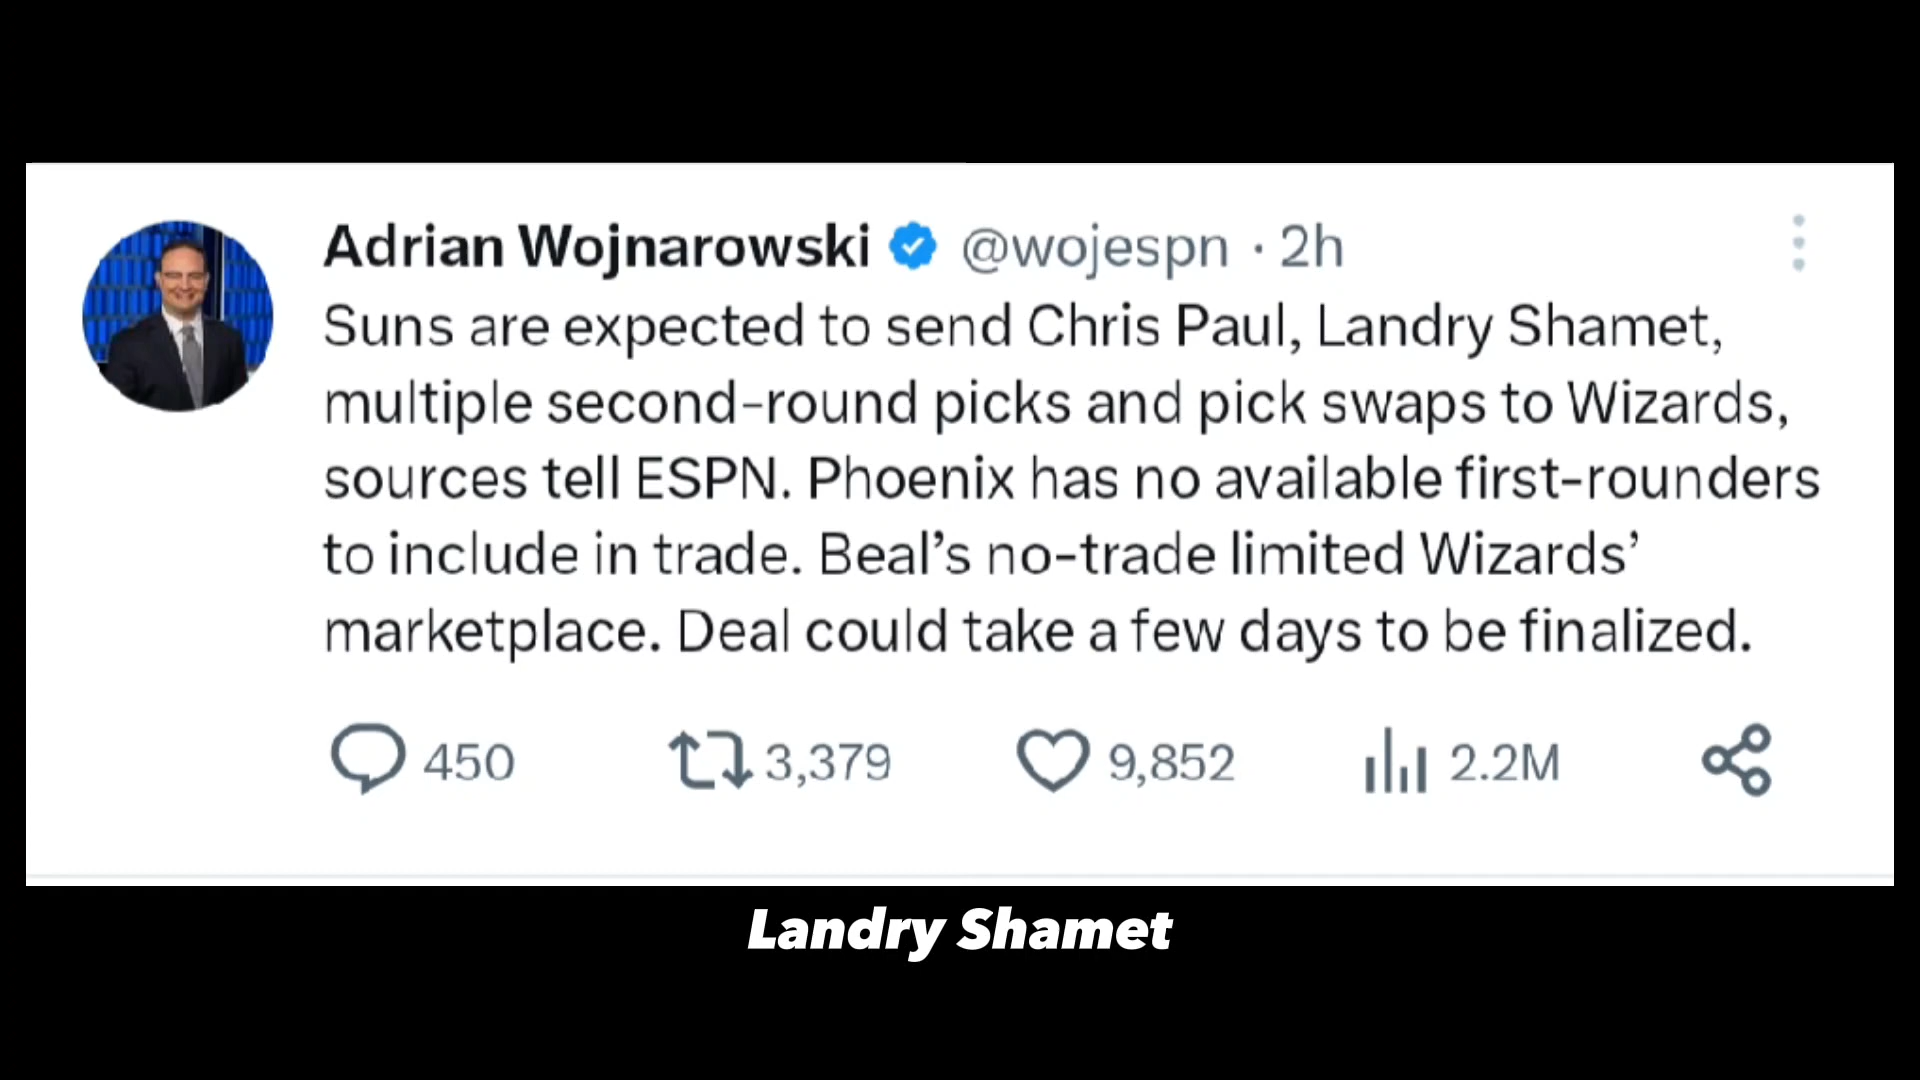 Adrian Wojnarowski @wojespn · 2h
Suns are expected to send Chris Paul, Landry Shamet,
multiple second-round picks and pick swaps to Wizards,
sources tell ESPN. Phoenix has no available first-rounders
to include in trade. Beal’s no-trade limited Wizards’
marketplace. Deal could take a few days to be finalized.
450 3,379 9,852 2.2M
Landry Shamet